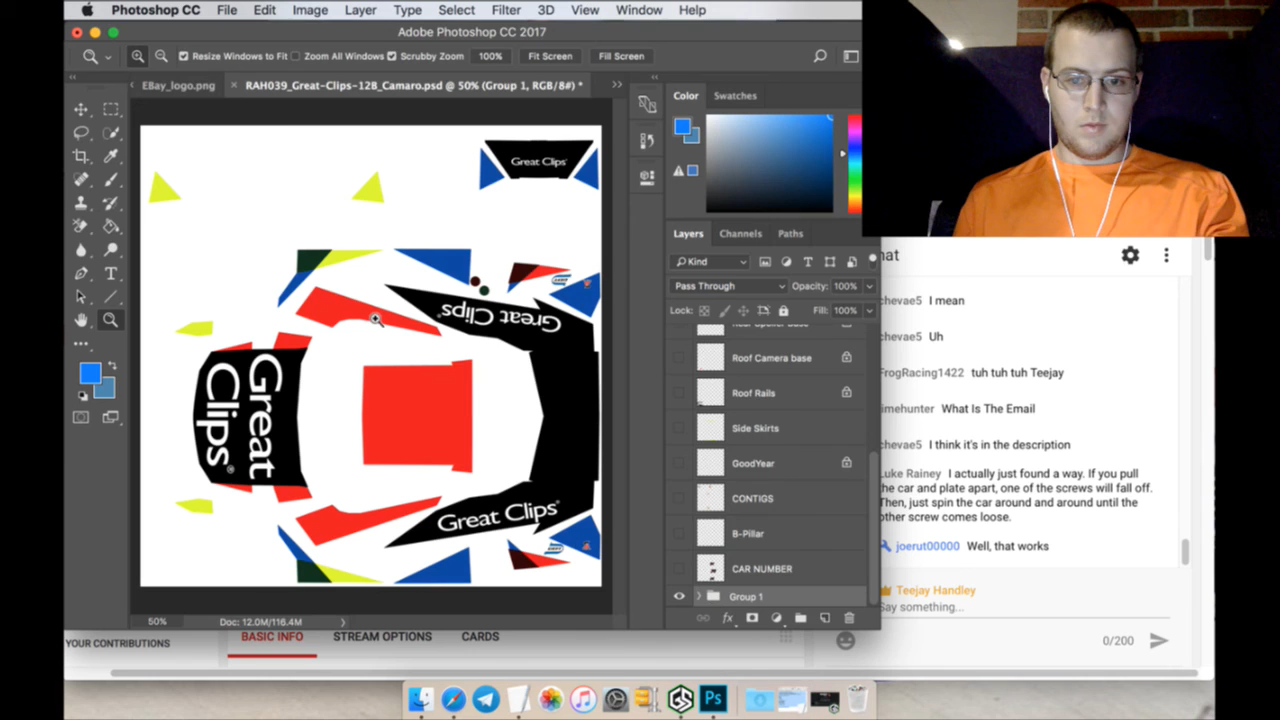 Photoshop CC File Edit Image Layer Type Select Filter 3D View Window Help
Adobe Photoshop CC 2017
Resize Windows to Fit Zoom All Windows Scrubby Zoom 100% Fit Screen Fill Screen
EBay_logo.png × RAH039_Great-Clips-12B_Camaro.psd @ 50% (Group 1, RGB/8#) *
Color Swatches
Great Clips
Great Clips
Great Clips®
Great Clips
Layers Channels Paths
Kind
Pass Through Opacity: 100%
Lock: Fill: 100%
Roof Camera base
Roof Rails
Side Skirts
GoodYear
CONTIGS
B-Pillar
CAR NUMBER
Group 1
50% Doc: 12.0M/116.4M
hat
chevae5 I mean
chevae5 Uh
FrogRacing1422 tuh tuh tuh Teejay
imehunter What Is The Email
chevae5 I think it's in the description
Luke Rainey I actually just found a way. If you pull
the car and plate apart, one of the screws will fall off.
Then, just spin the car around and around until the
other screw comes loose.
joerut00000 Well, that works
Teejay Handley
Say something...
0/200
YOUR CONTRIBUTIONS
BASIC INFO STREAM OPTIONS CARDS